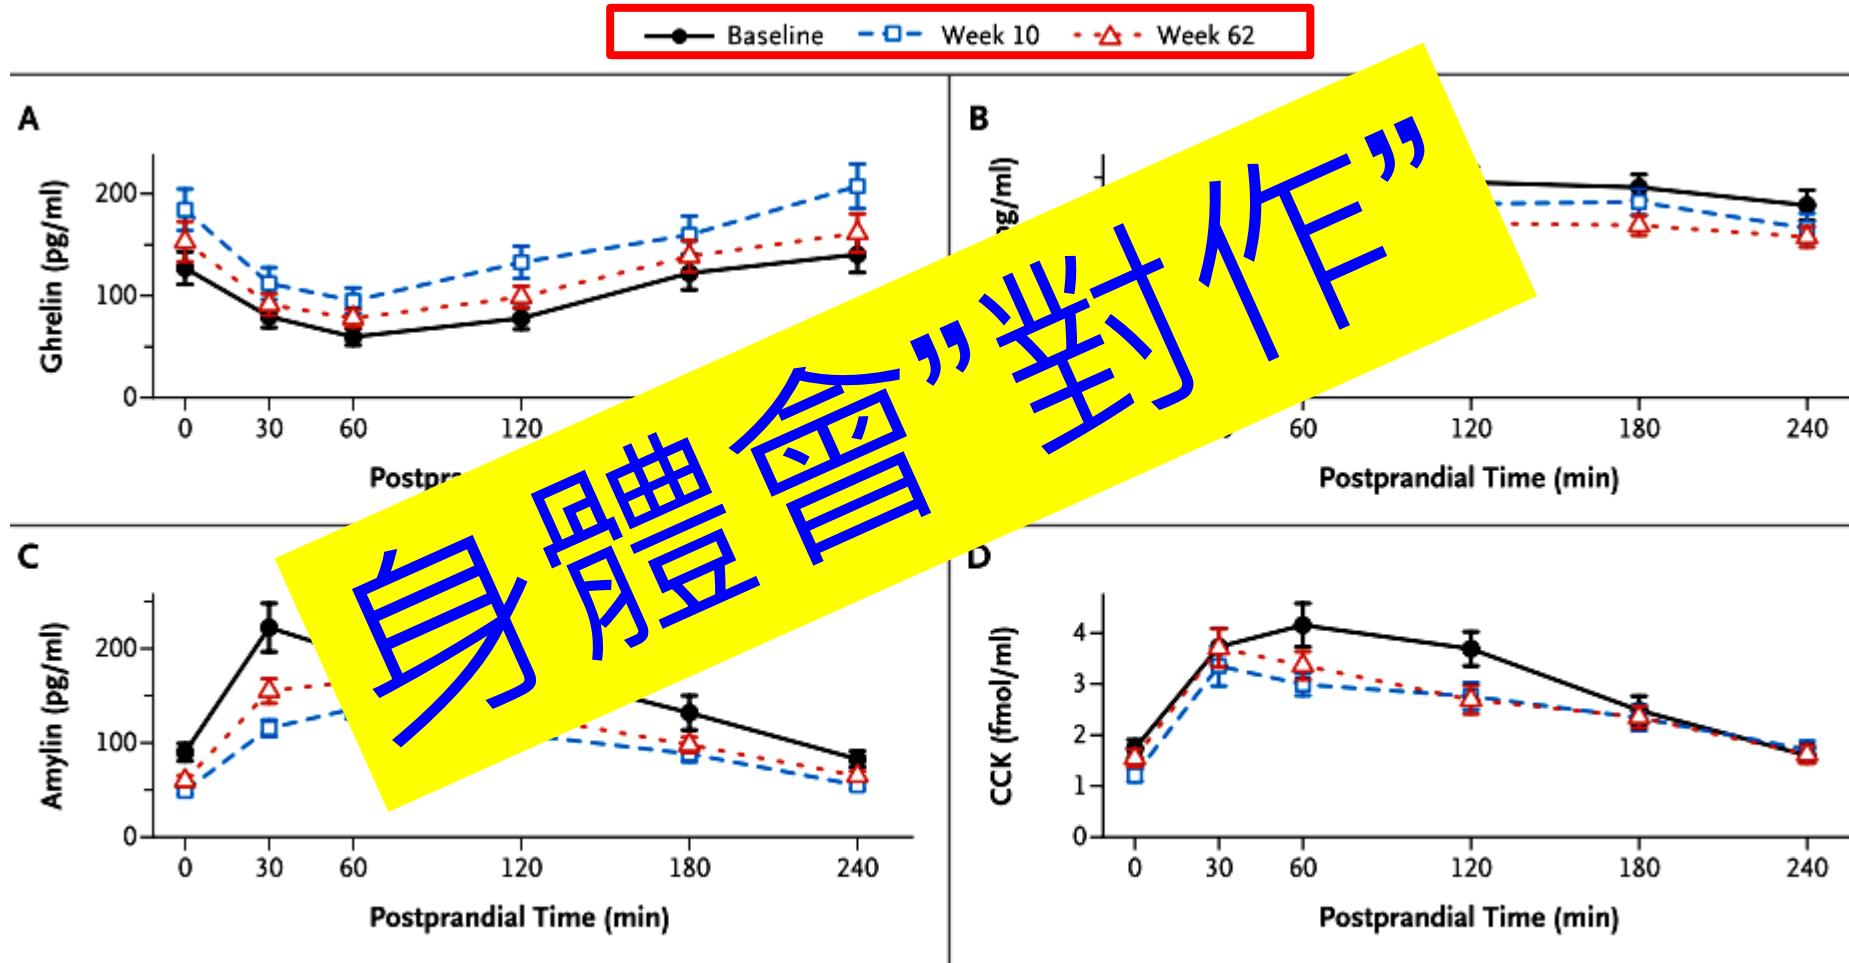 Baseline Week 10 Week 62
A
Ghrelin (pg/ml)
200
100
0
0 30 60 120
B
60 120 180 240
Postprandial Time (min)
身體會”對作”
C
Amylin (pg/ml)
200
100
0
0 30 60 120 180 240
Postprandial Time (min)
D
CCK (fmol/ml)
4
3
2
1
0
0 30 60 120 180 240
Postprandial Time (min)